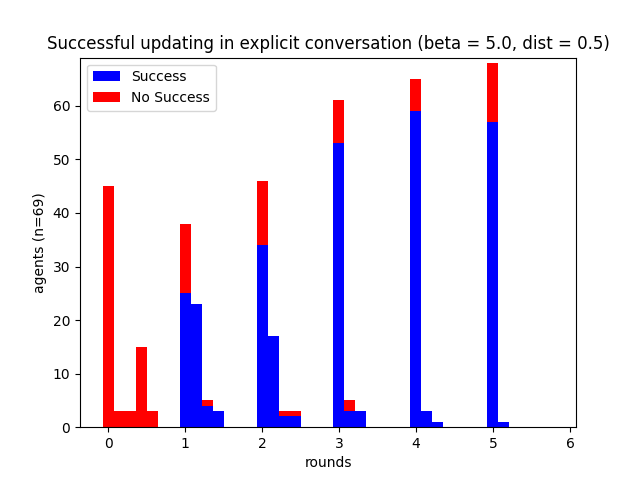 Successful updating in explicit conversation (beta = 5.0, dist = 0.5)
Success
No Success
60
50
40
30
20
10
0
agents (n=69)
0 1 2 3 4 5 6
rounds